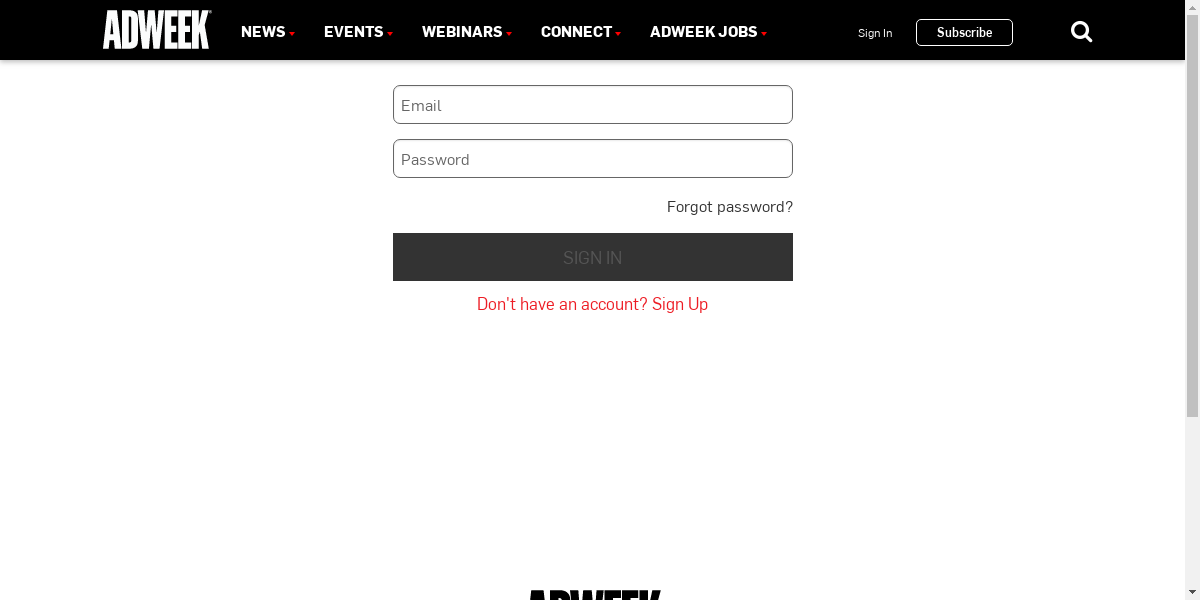 ADWEEK NEWS EVENTS WEBINARS CONNECT ADWEEK JOBS Sign In Subscribe
Email
Password
Forgot password?
SIGN IN
Don't have an account? Sign Up
ADWEEK